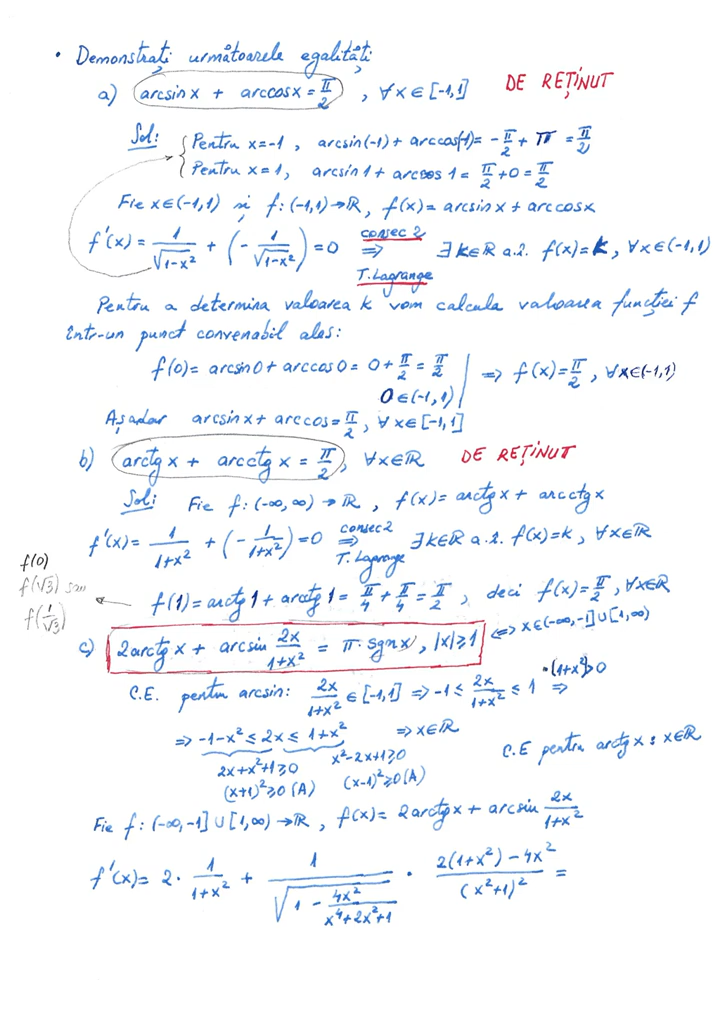 • Demonstrați următoarele egalități
a) arcsin x + arccos x = π/2 , ∀x∈[-1,1] DE REȚINUT
Sol: { Pentru x=-1 , arcsin(-1) + arccos(-1) = -π/2 + π = π/2
{ Pentru x=1, arcsin 1 + arccos 1 = π/2 + 0 = π/2
Fie x∈(-1,1) și f: (-1,1)→ℝ, f(x) = arcsin x + arccos x
f'(x) = 1/√(1-x²) + (- 1/√(1-x²)) = 0 consec 2 ⇒ T. Lagrange ∃ k∈ℝ a.î. f(x)=k, ∀x∈(-1,1)
Pentru a determina valoarea k vom calcula valoarea funcției f
într-un punct convenabil ales:
f(0) = arcsin 0 + arccos 0 = 0 + π/2 = π/2 | ⇒ f(x) = π/2 , ∀x∈(-1,1)
0∈(-1,1) |
Așadar arcsin x + arccos = π/2 , ∀x∈[-1,1]
b) arctg x + arcctg x = π/2 , ∀x∈ℝ DE REȚINUT
Sol: Fie f: (-∞,∞) → ℝ , f(x) = arctg x + arcctg x
f'(x) = 1/(1+x²) + (- 1/(1+x²)) = 0 consec 2 ⇒ T. Lagrange ∃ k∈ℝ a.î. f(x)=k, ∀x∈ℝ
f(0)
f(√3) sau
f(1/√3)
← f(1) = arctg 1 + arcctg 1 = π/4 + π/4 = π/2 , deci f(x) = π/2 , ∀x∈ℝ
c) 2arctg x + arcsin 2x/(1+x²) = π·sgn x , |x|≥1 ⇔ x∈(-∞,-1]∪[1,∞)
C.E. pentru arcsin: 2x/(1+x²) ∈[-1,1] ⇒ -1 ≤ 2x/(1+x²) ≤ 1 ·(1+x²)>0 ⇒
⇒ -1-x² ≤ 2x ≤ 1+x² ⇒ x∈ℝ C.E pentru arctg x : x∈ℝ
2x+x²+1≥0 x²-2x+1≥0
(x+1)²≥0 (A) (x-1)²≥0 (A)
Fie f: (-∞,-1]∪[1,∞)→ℝ , f(x) = 2arctg x + arcsin 2x/(1+x²)
f'(x) = 2· 1/(1+x²) + 1/√(1 - 4x²/(x⁴+2x²+1)) · (2(1+x²) - 4x²)/(x²+1)² =